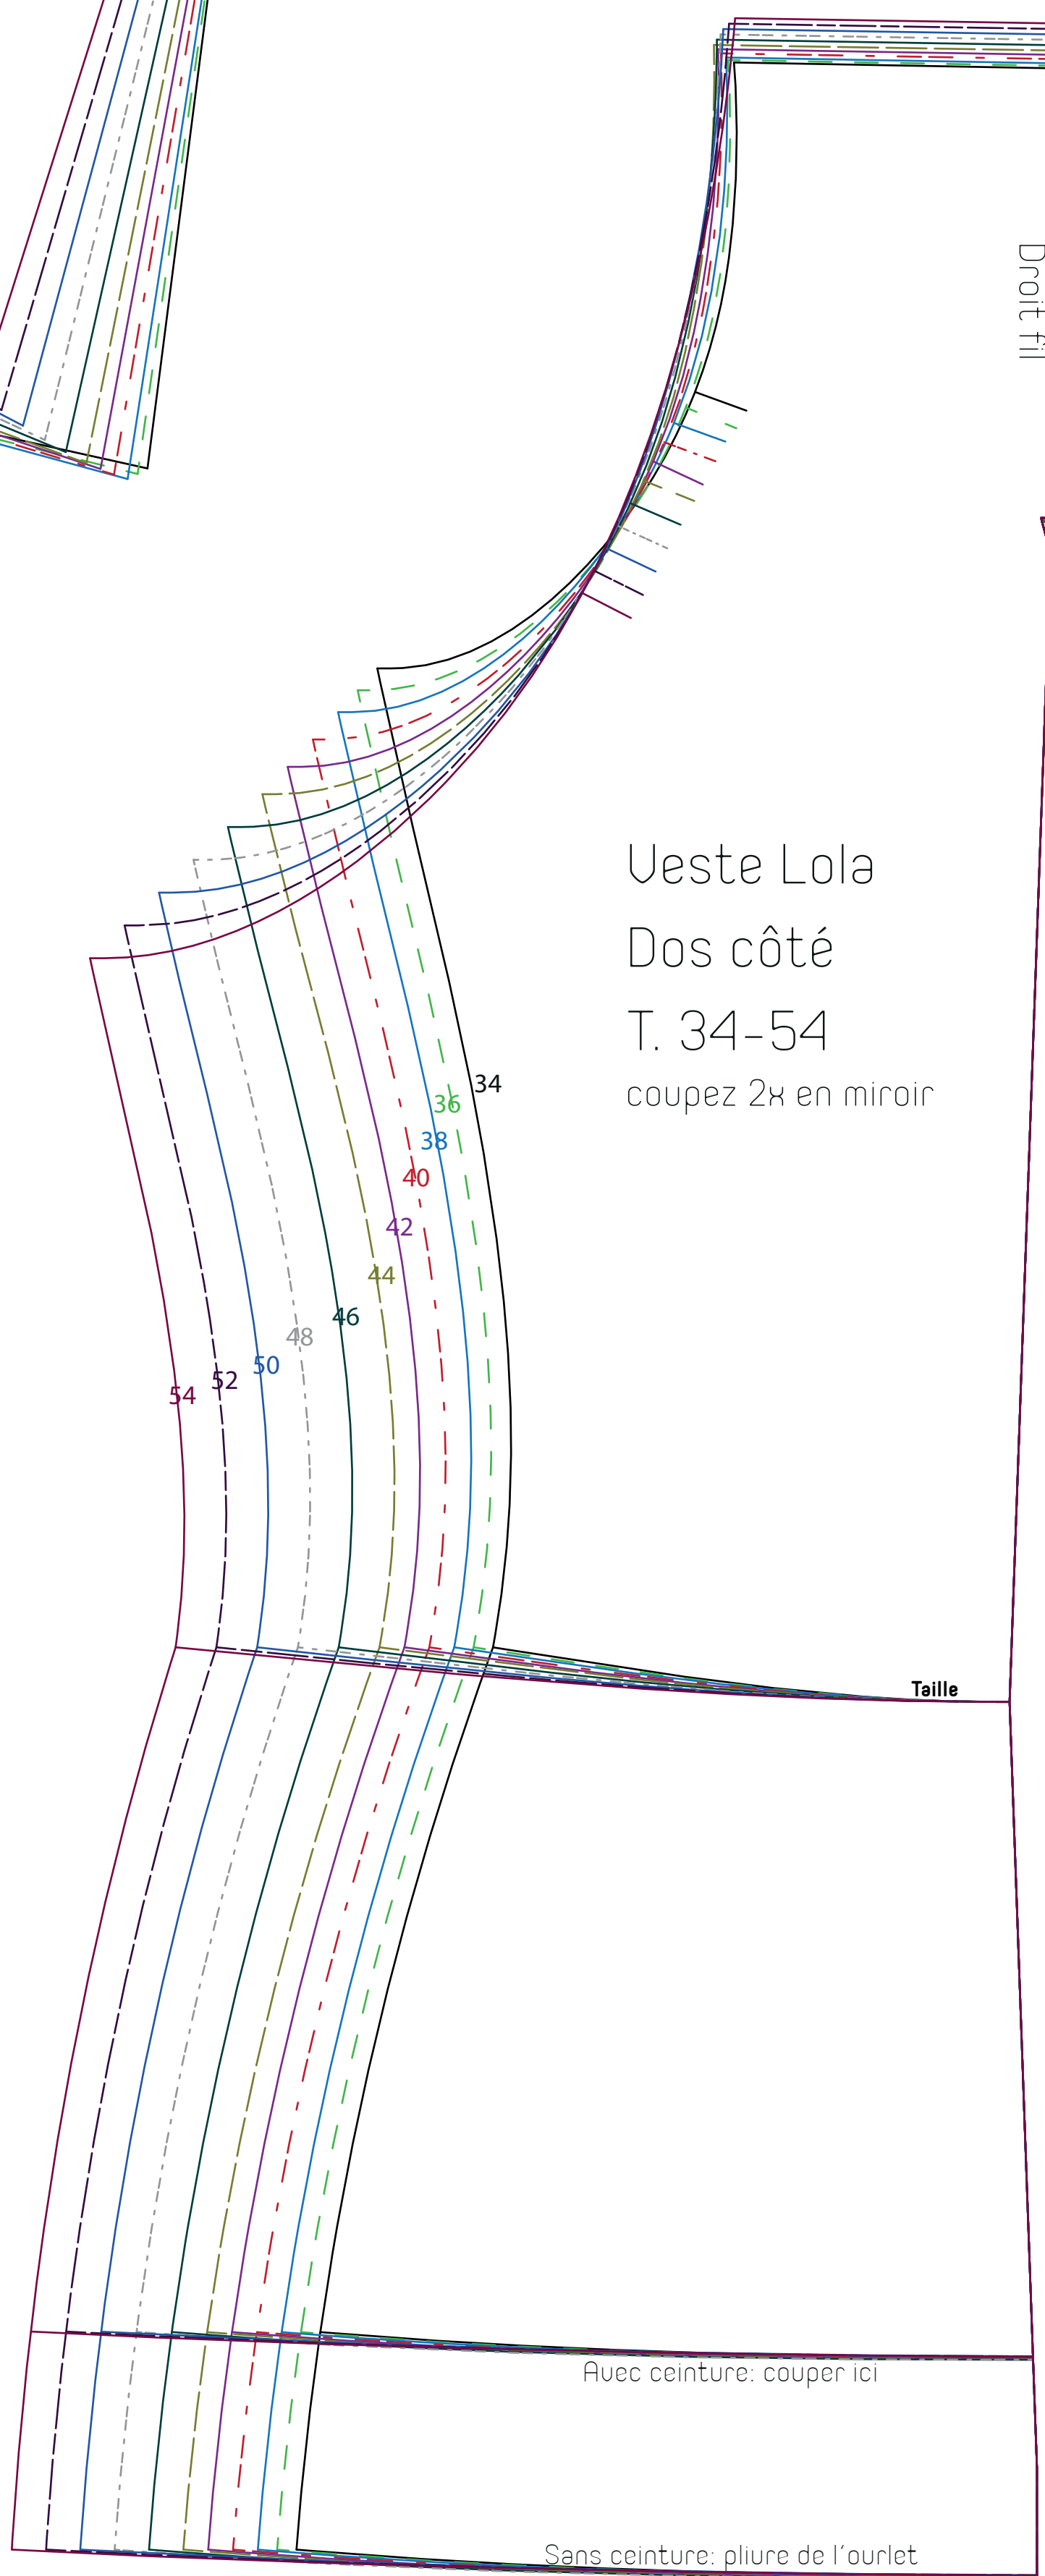 Droit fil
Veste Lola
Dos côté
T. 34-54
coupez 2x en miroir
34
36
38
40
42
44
46
48
50
52
54
Taille
Avec ceinture: couper ici
Sans ceinture: pliure de l'ourlet